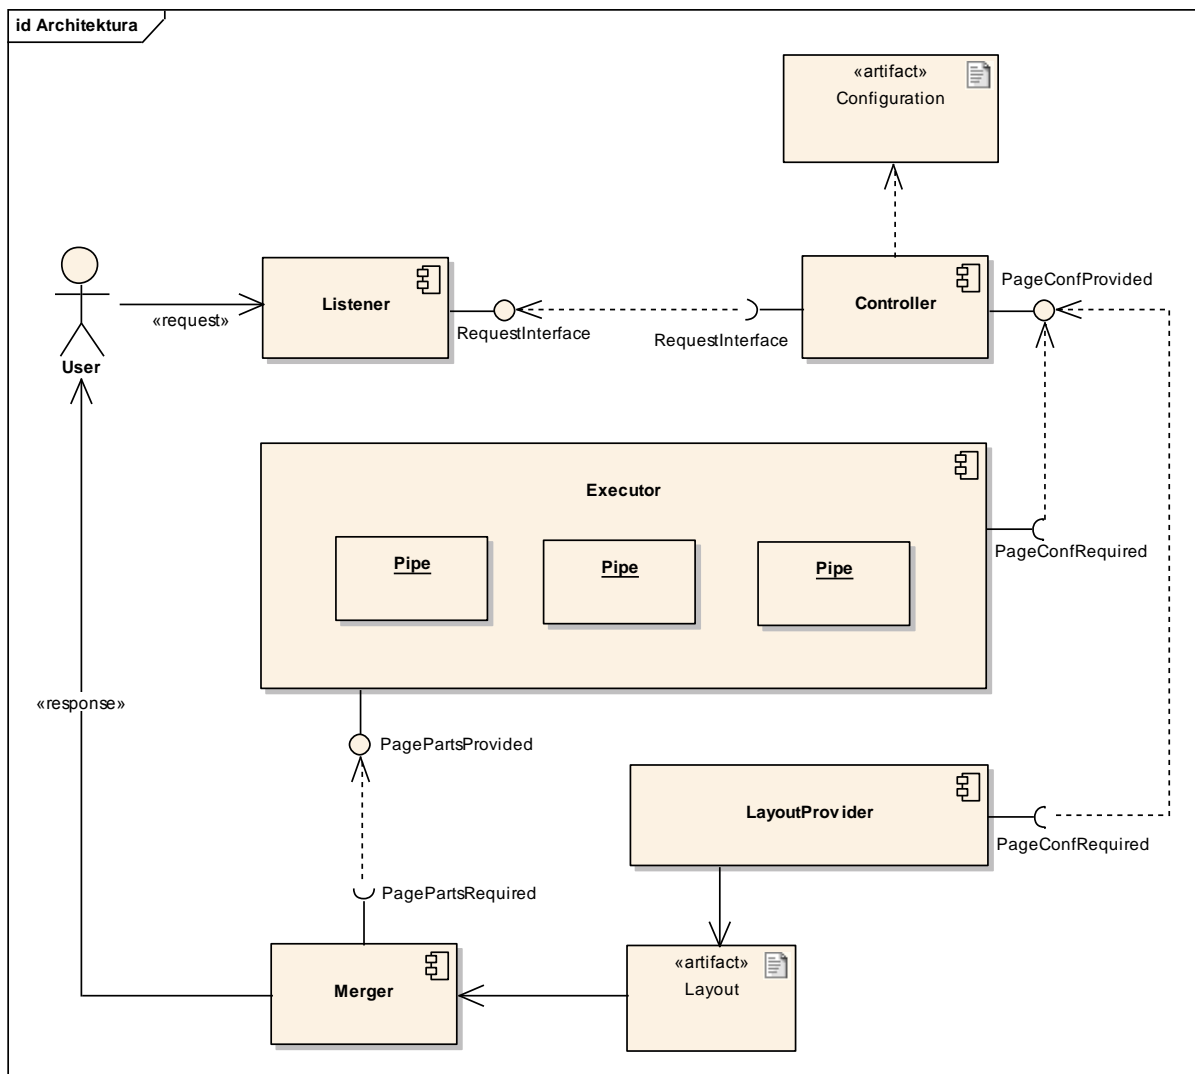 id Architektura
«artifact»
Configuration
Listener
Controller
PageConfProvided
«request»
RequestInterface
RequestInterface
User
Executor
Pipe
Pipe
Pipe
PageConfRequired
«response»
PagePartsProvided
LayoutProvider
PageConfRequired
PagePartsRequired
«artifact»
Layout
Merger